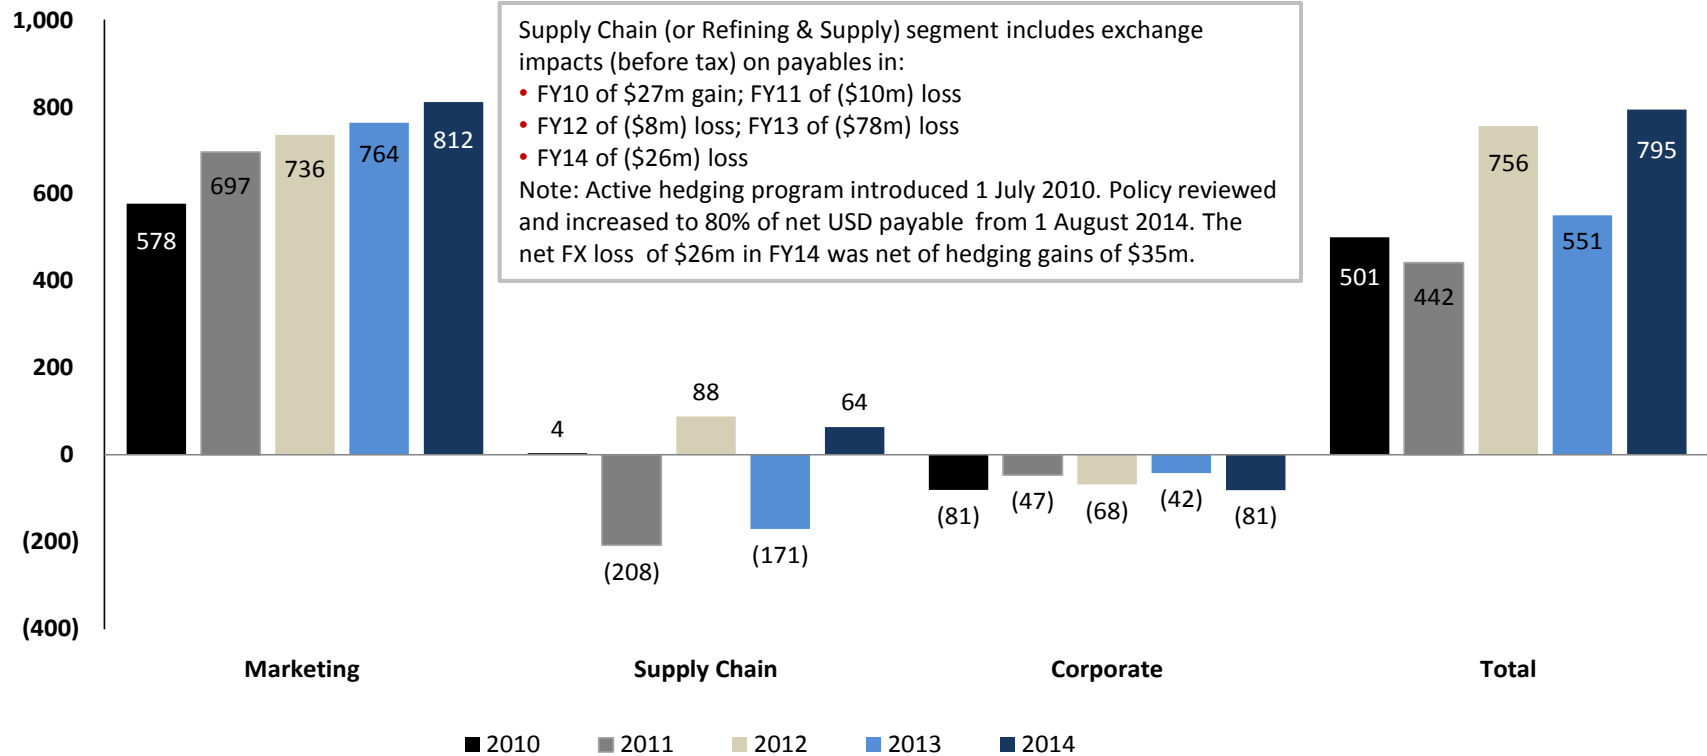 1,000
800
600
400
200
0
(200)
(400)
Supply Chain (or Refining & Supply) segment includes exchange
impacts (before tax) on payables in:
• FY10 of $27m gain; FY11 of ($10m) loss
• FY12 of ($8m) loss; FY13 of ($78m) loss
• FY14 of ($26m) loss
Note: Active hedging program introduced 1 July 2010. Policy reviewed
and increased to 80% of net USD payable from 1 August 2014. The
net FX loss of $26m in FY14 was net of hedging gains of $35m.
578
697
736
764
812
4
(208)
88
(171)
64
(81)
(47)
(68)
(42)
(81)
501
442
756
551
795
Marketing
Supply Chain
Corporate
Total
2010
2011
2012
2013
2014